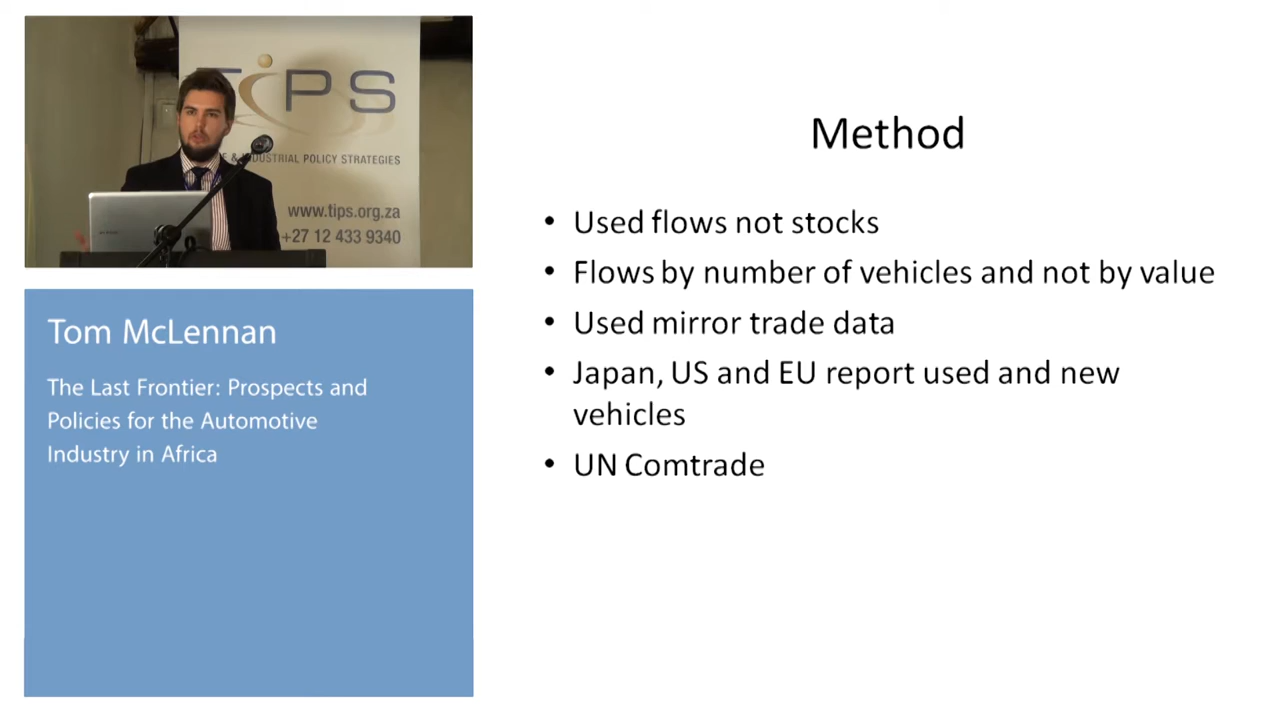 TiPS
& INDUSTRIAL POLICY STRATEGIES
www.tips.org.za
+27 12 433 9340
Tom McLennan
The Last Frontier: Prospects and
Policies for the Automotive
Industry in Africa
Method
• Used flows not stocks
• Flows by number of vehicles and not by value
• Used mirror trade data
• Japan, US and EU report used and new
vehicles
• UN Comtrade